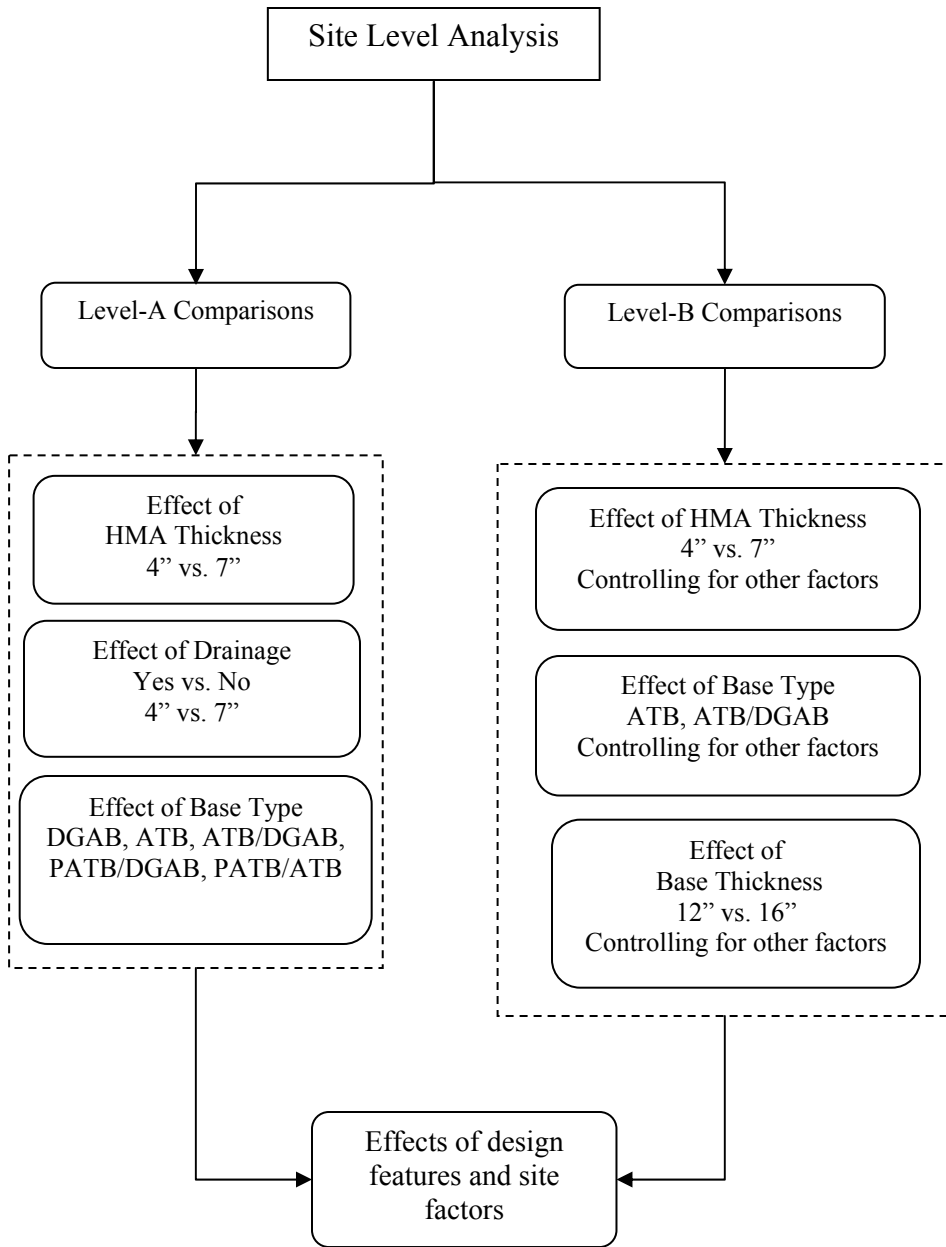 Site Level Analysis
Level-A Comparisons
Level-B Comparisons
Effect of
HMA Thickness
4” vs. 7”
Effect of Drainage
Yes vs. No
4” vs. 7”
Effect of Base Type
DGAB, ATB, ATB/DGAB,
PATB/DGAB, PATB/ATB
Effect of HMA Thickness
4” vs. 7”
Controlling for other factors
Effect of Base Type
ATB, ATB/DGAB
Controlling for other factors
Effect of
Base Thickness
12” vs. 16”
Controlling for other factors
Effects of design
features and site
factors